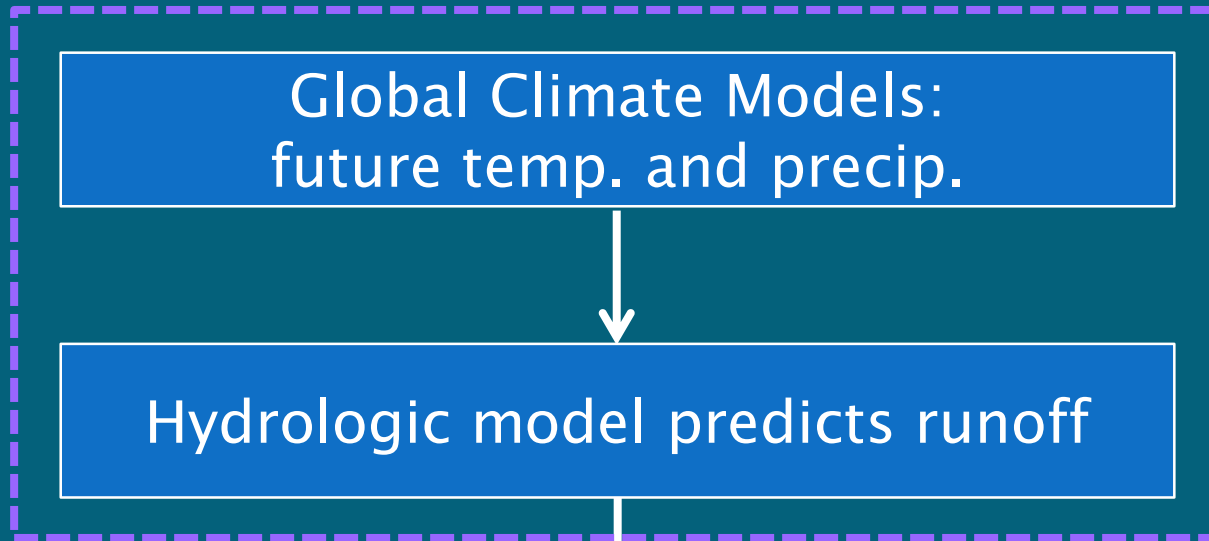 Global Climate Models:
future temp. and precip.
Hydrologic model predicts runoff